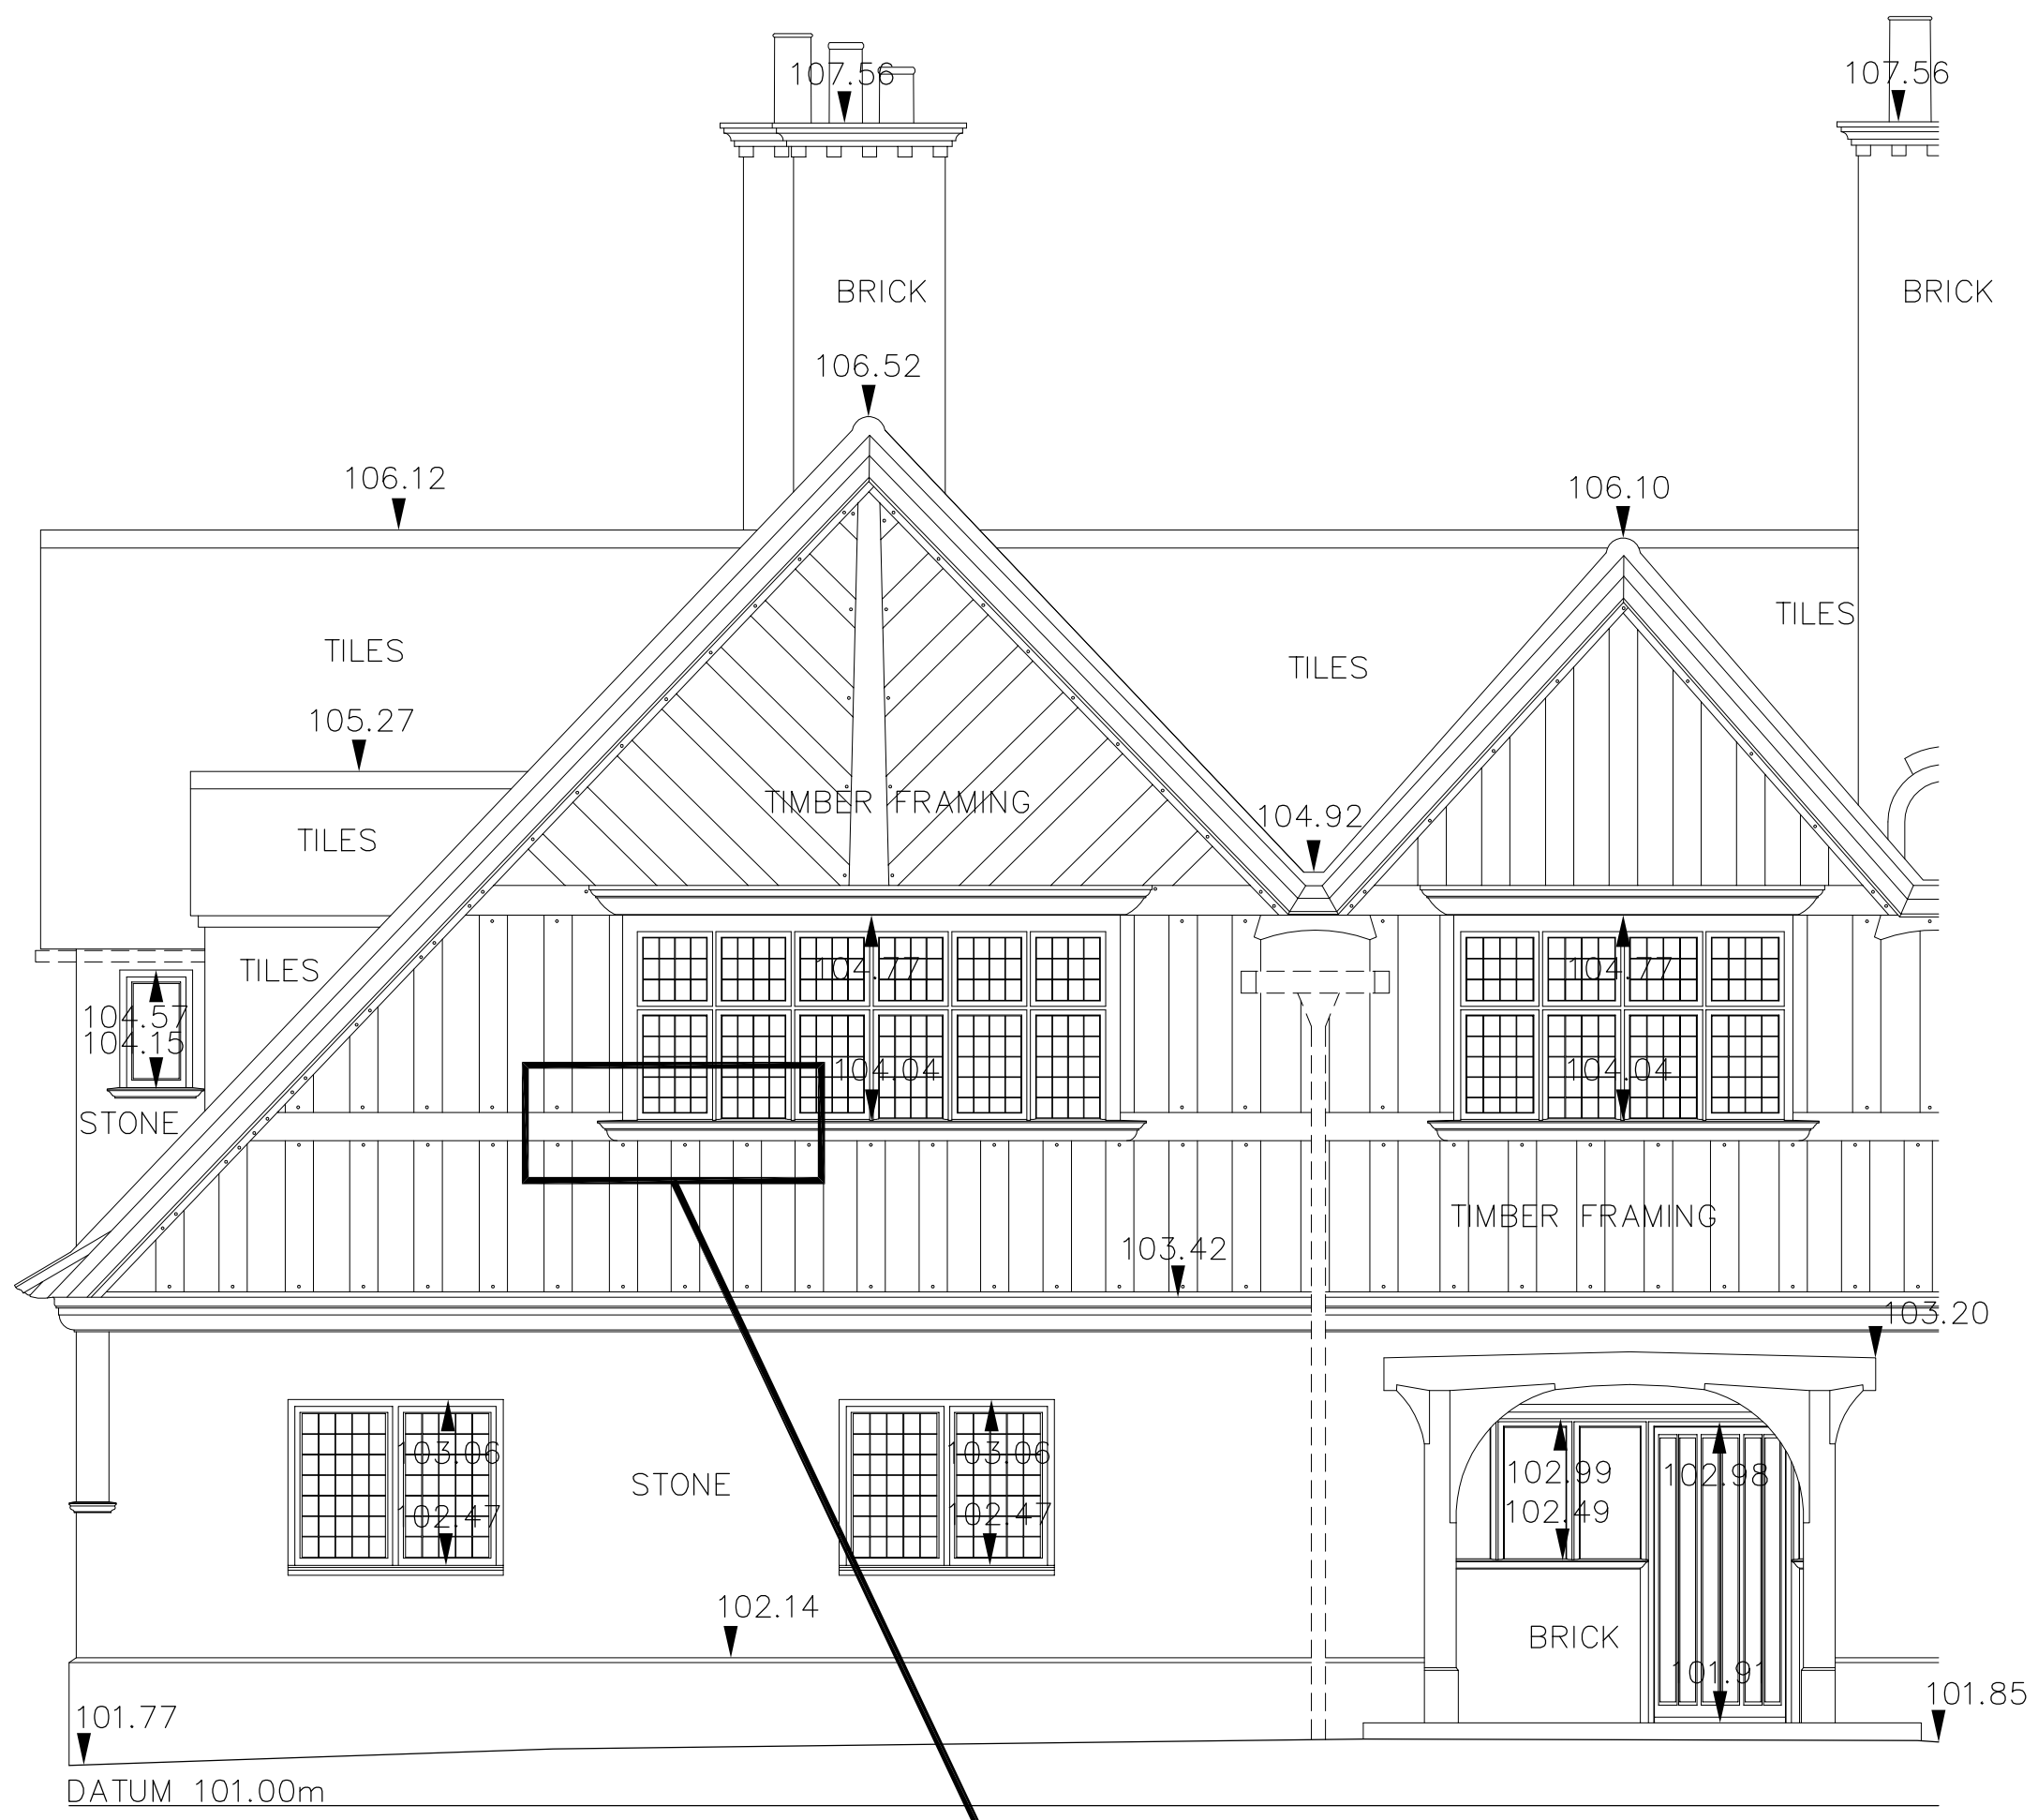 107.56
107.56
BRICK
BRICK
106.52
106.12
106.10
TILES
TILES
TILES
105.27
TIMBER FRAMING
104.92
TILES
104.77
104.77
TILES
104.57
104.15
104.04
104.04
STONE
TIMBER FRAMING
103.42
103.20
103.06
103.06
102.99
102.98
STONE
102.47
102.47
102.49
102.14
BRICK
101.91
101.77
101.85
DATUM 101.00m